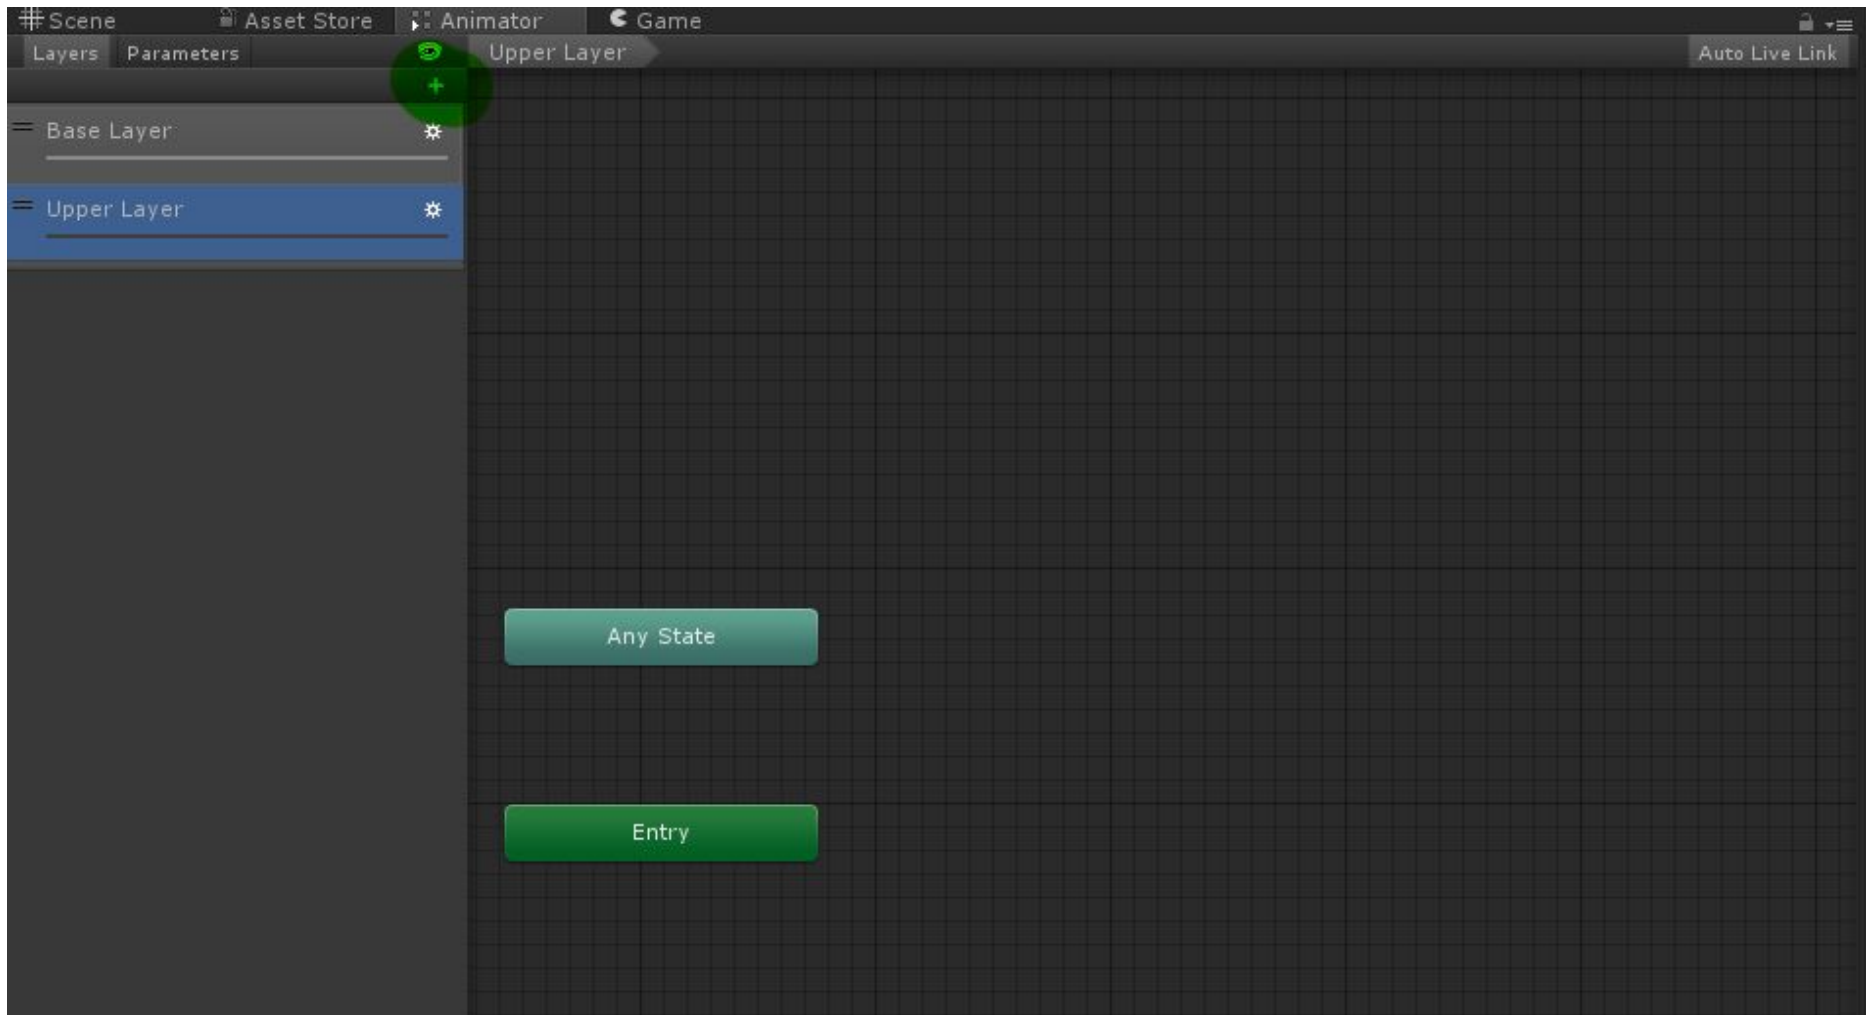 Scene Asset Store Animator Game
Layers Parameters Upper Layer Auto Live Link
Base Layer
Upper Layer
Any State
Entry